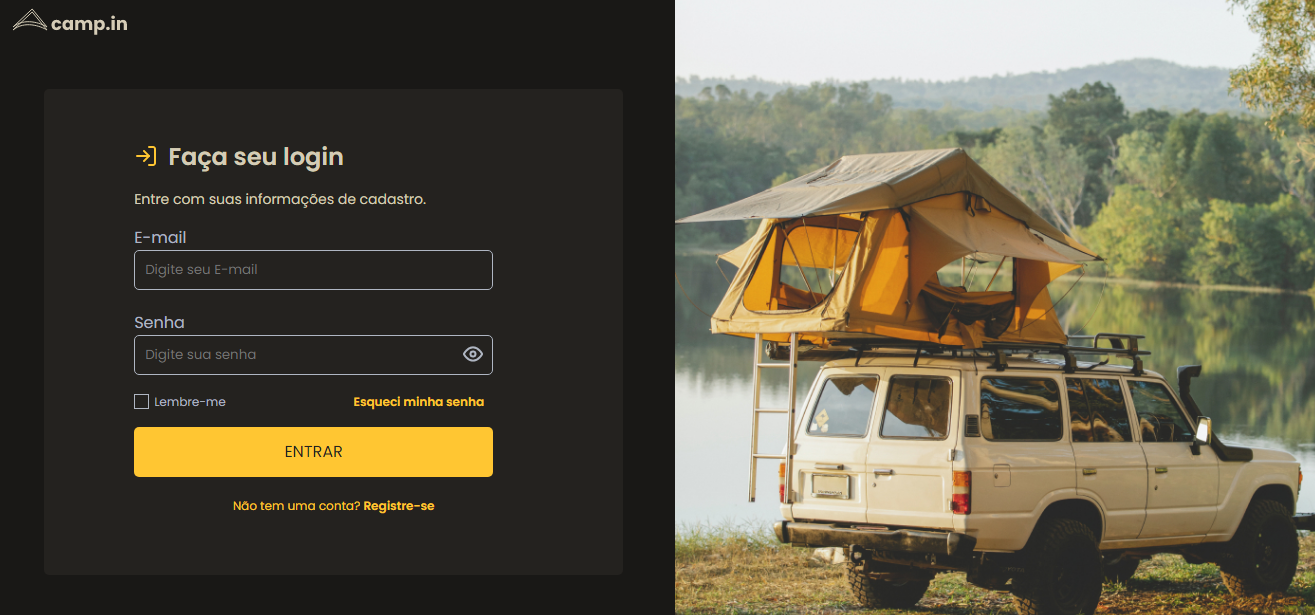 camp.in
Faça seu login
Entre com suas informações de cadastro.
E-mail
Digite seu E-mail
Senha
Digite sua senha
Lembre-me Esqueci minha senha
ENTRAR
Não tem uma conta? Registre-se